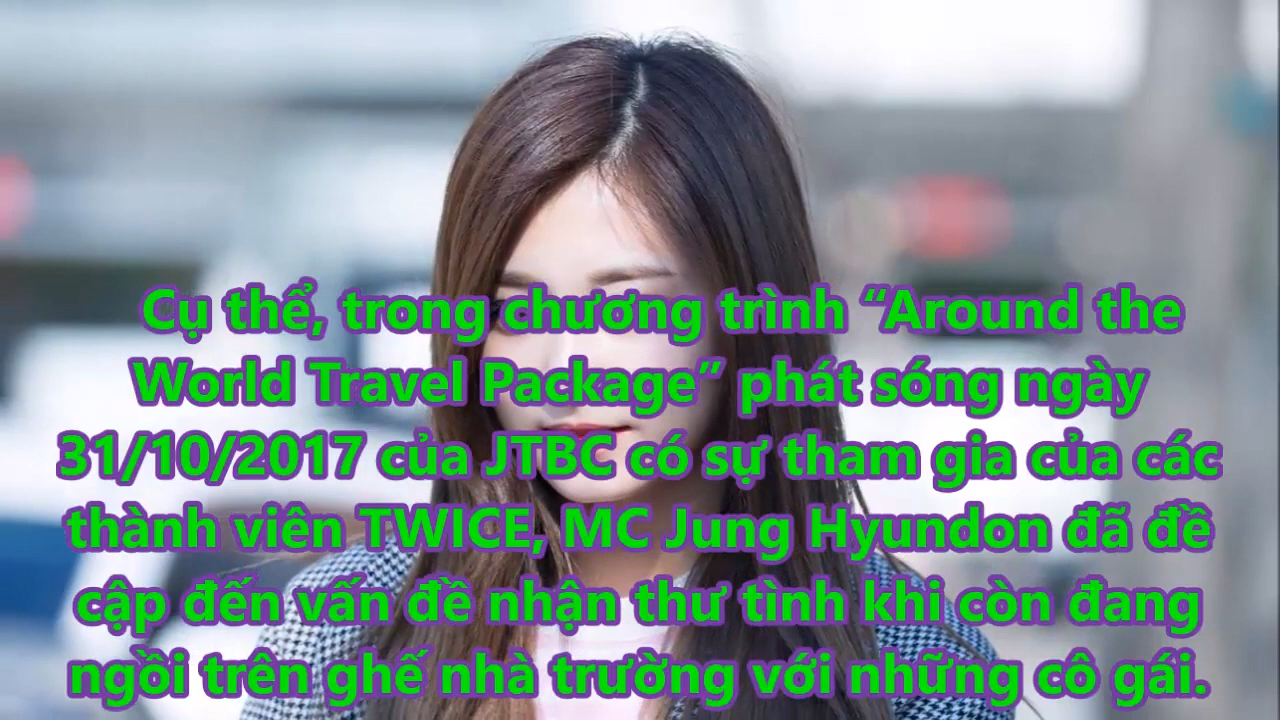 Cụ thể, trong chương trình “Around the
World Travel Package” phát sóng ngày
31/10/2017 của JTBC có sự tham gia của các
thành viên TWICE, MC Jung Hyundon đã đề
cập đến vấn đề nhận thư tình khi còn đang
ngồi trên ghế nhà trường với những cô gái.